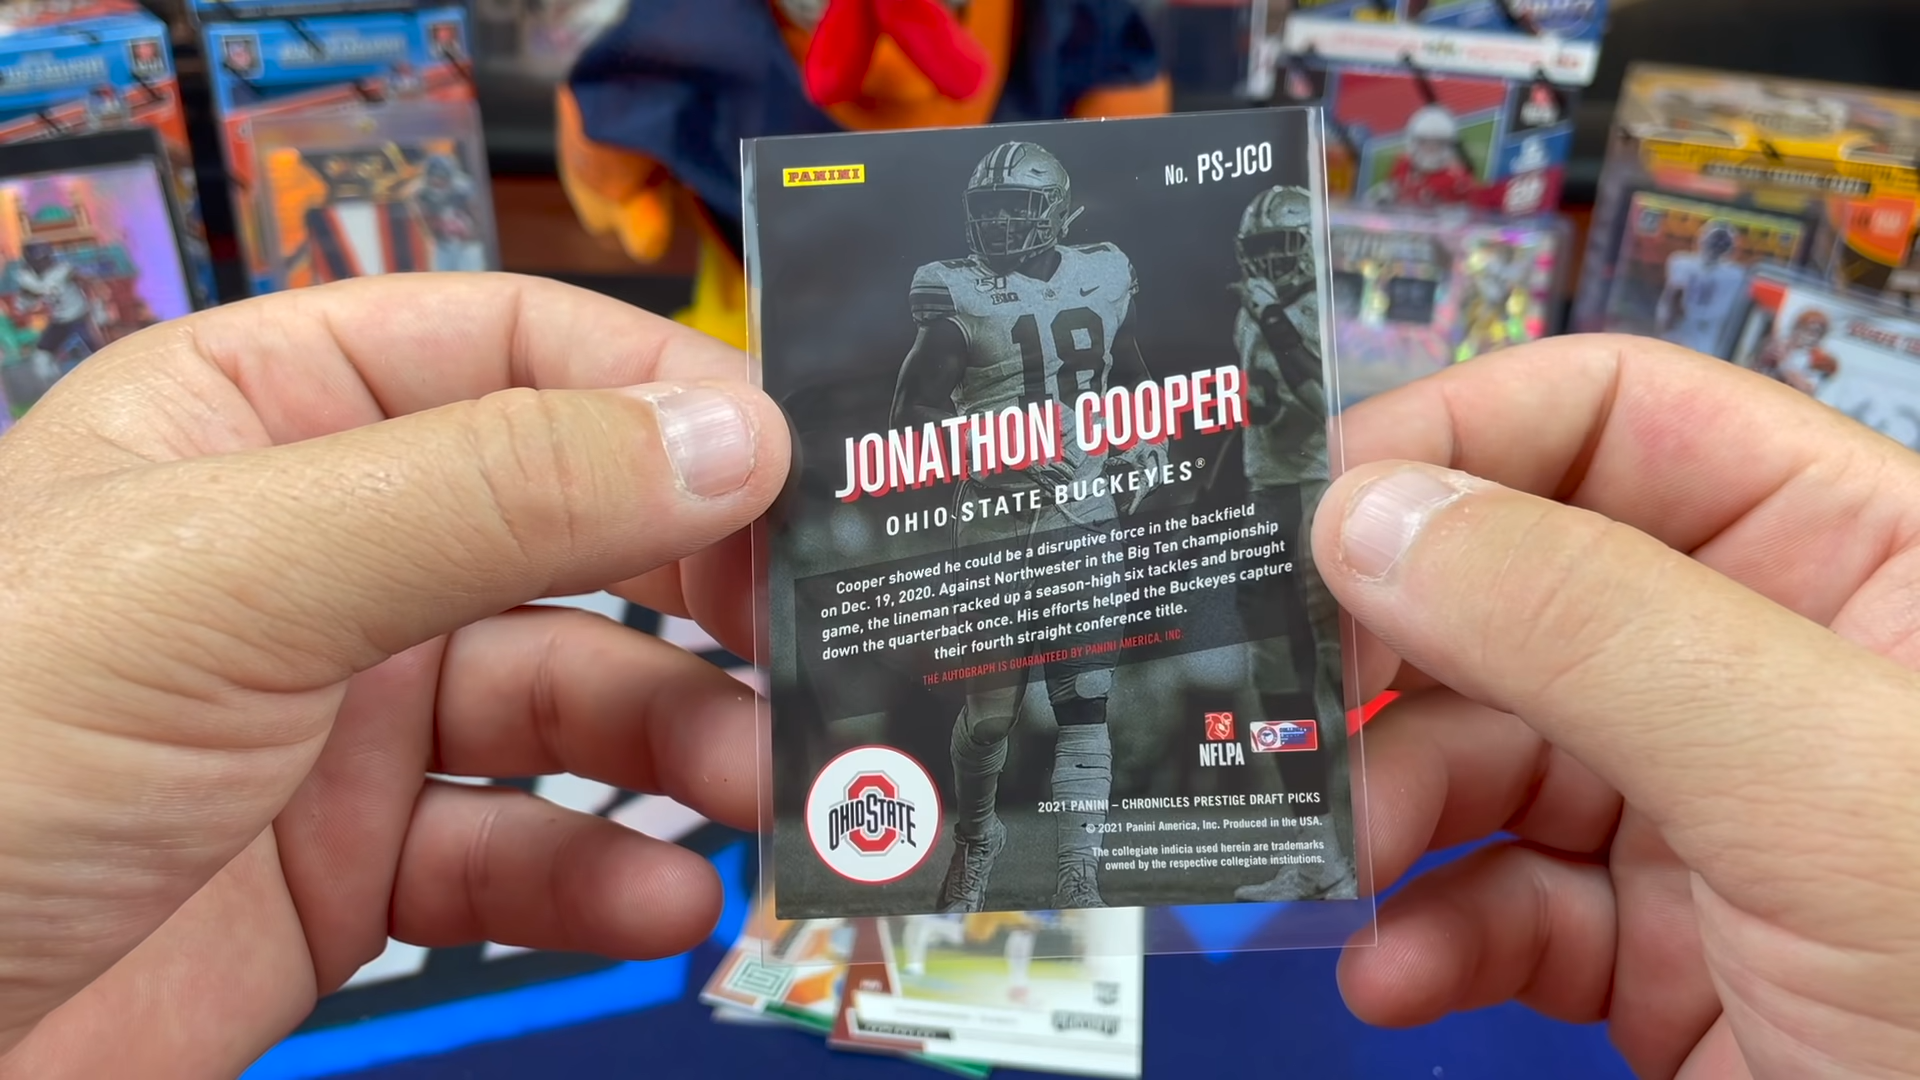 PANINI
No. PS-JCO
150
B1G
18
JONATHON COOPER
OHIO STATE BUCKEYES®
Cooper showed he could be a disruptive force in the backfield
on Dec. 19, 2020. Against Northwester in the Big Ten championship
game, the lineman racked up a season-high six tackles and brought
down the quarterback once. His efforts helped the Buckeyes capture
their fourth straight conference title.
THE AUTOGRAPH IS GUARANTEED BY PANINI AMERICA, INC.
NFLPA
OHIO STATE
2021 PANINI – CHRONICLES PRESTIGE DRAFT PICKS
© 2021 Panini America, Inc. Produced in the USA.
The collegiate indicia used herein are trademarks
owned by the respective collegiate institutions.